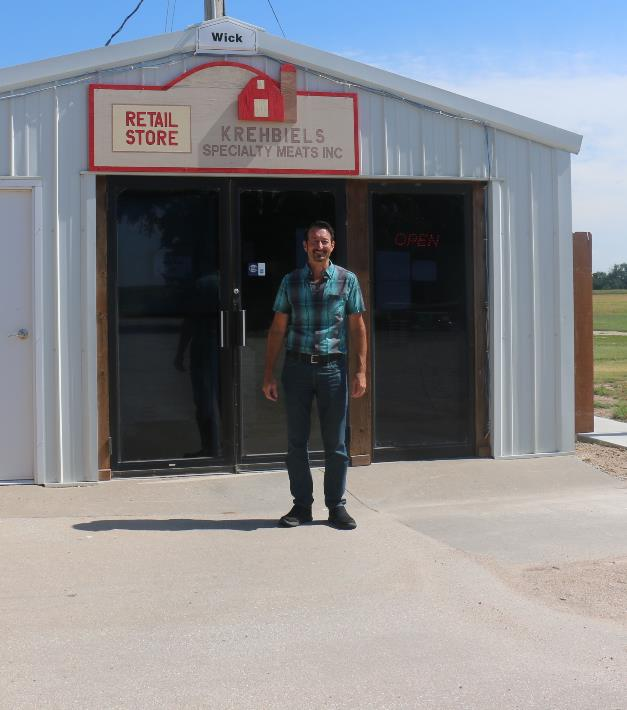 Wick
RETAIL
STORE
KREHBIELS
SPECIALTY MEATS INC
OPEN